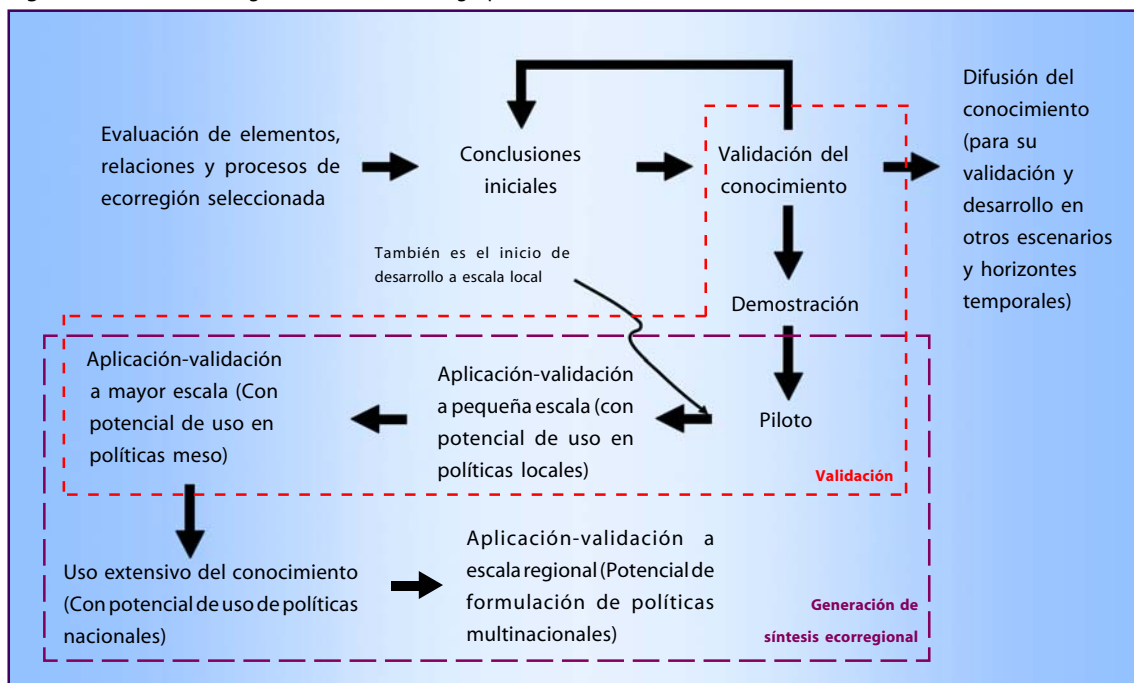 Evaluación de elementos,
relaciones y procesos de
ecorregión seleccionada
Conclusiones
iniciales
Validación del
conocimiento
Difusión del
conocimiento
(para su
validación y
desarrollo en
otros escenarios
y horizontes
temporales)
También es el inicio de
desarrollo a escala local
Demostración
Aplicación-validación
a mayor escala (Con
potencial de uso en
políticas meso)
Aplicación-validación
a pequeña escala (con
potencial de uso en
políticas locales)
Piloto
Validación
Uso extensivo del conocimiento
(Con potencial de uso de políticas
nacionales)
Aplicación-validación a
escala regional (Potencial de
formulación de políticas
multinacionales)
Generación de
síntesis ecorregional